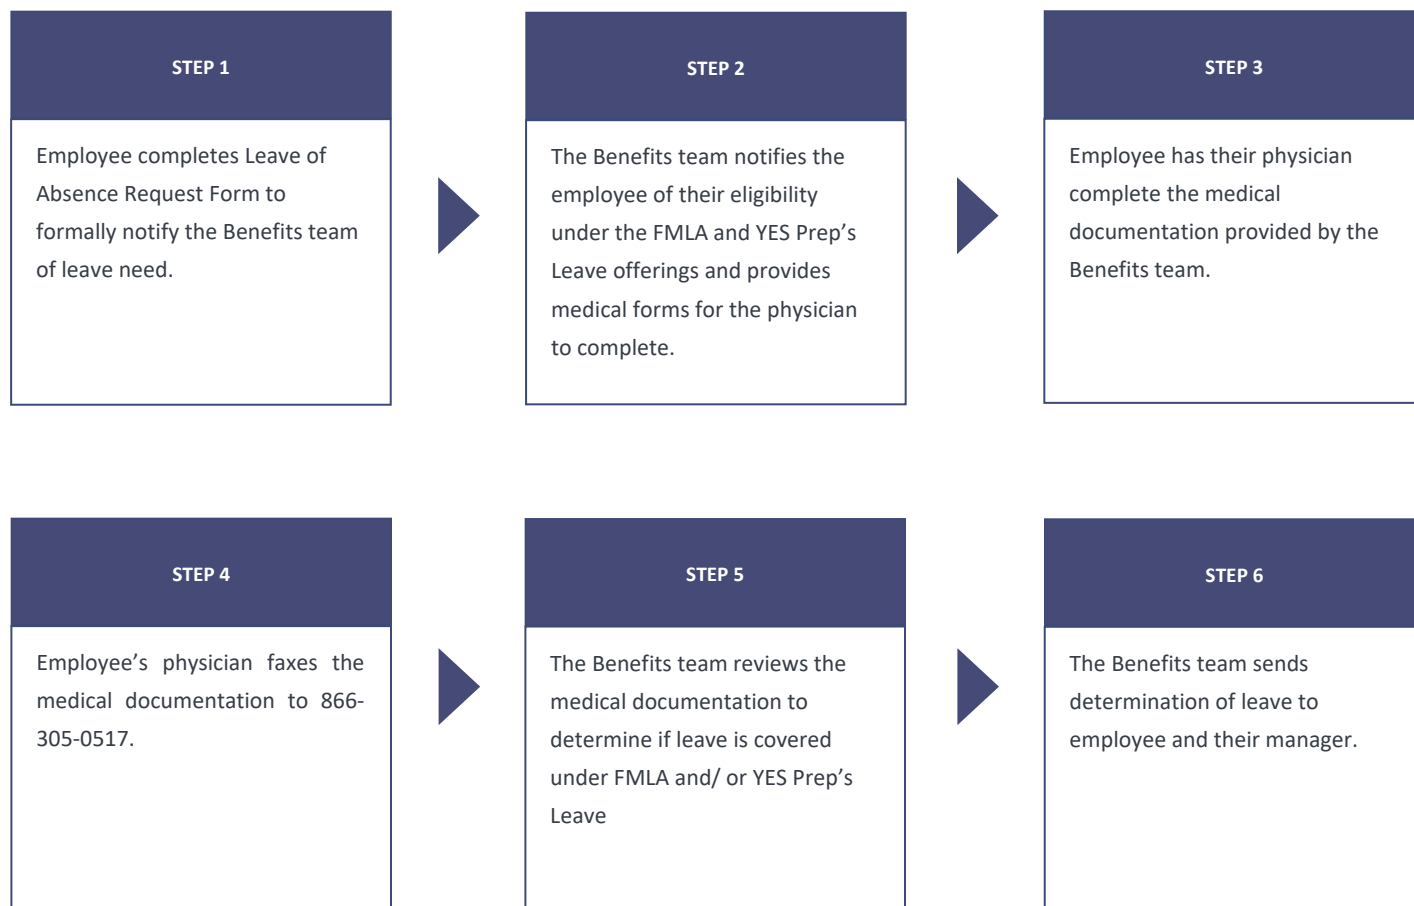 STEP 1
Employee completes Leave of
Absence Request Form to
formally notify the Benefits team
of leave need.
STEP 2
The Benefits team notifies the
employee of their eligibility
under the FMLA and YES Prep’s
Leave offerings and provides
medical forms for the physician
to complete.
STEP 3
Employee has their physician
complete the medical
documentation provided by the
Benefits team.
STEP 4
Employee’s physician faxes the
medical documentation to 866-
305-0517.
STEP 5
The Benefits team reviews the
medical documentation to
determine if leave is covered
under FMLA and/ or YES Prep’s
Leave
STEP 6
The Benefits team sends
determination of leave to
employee and their manager.